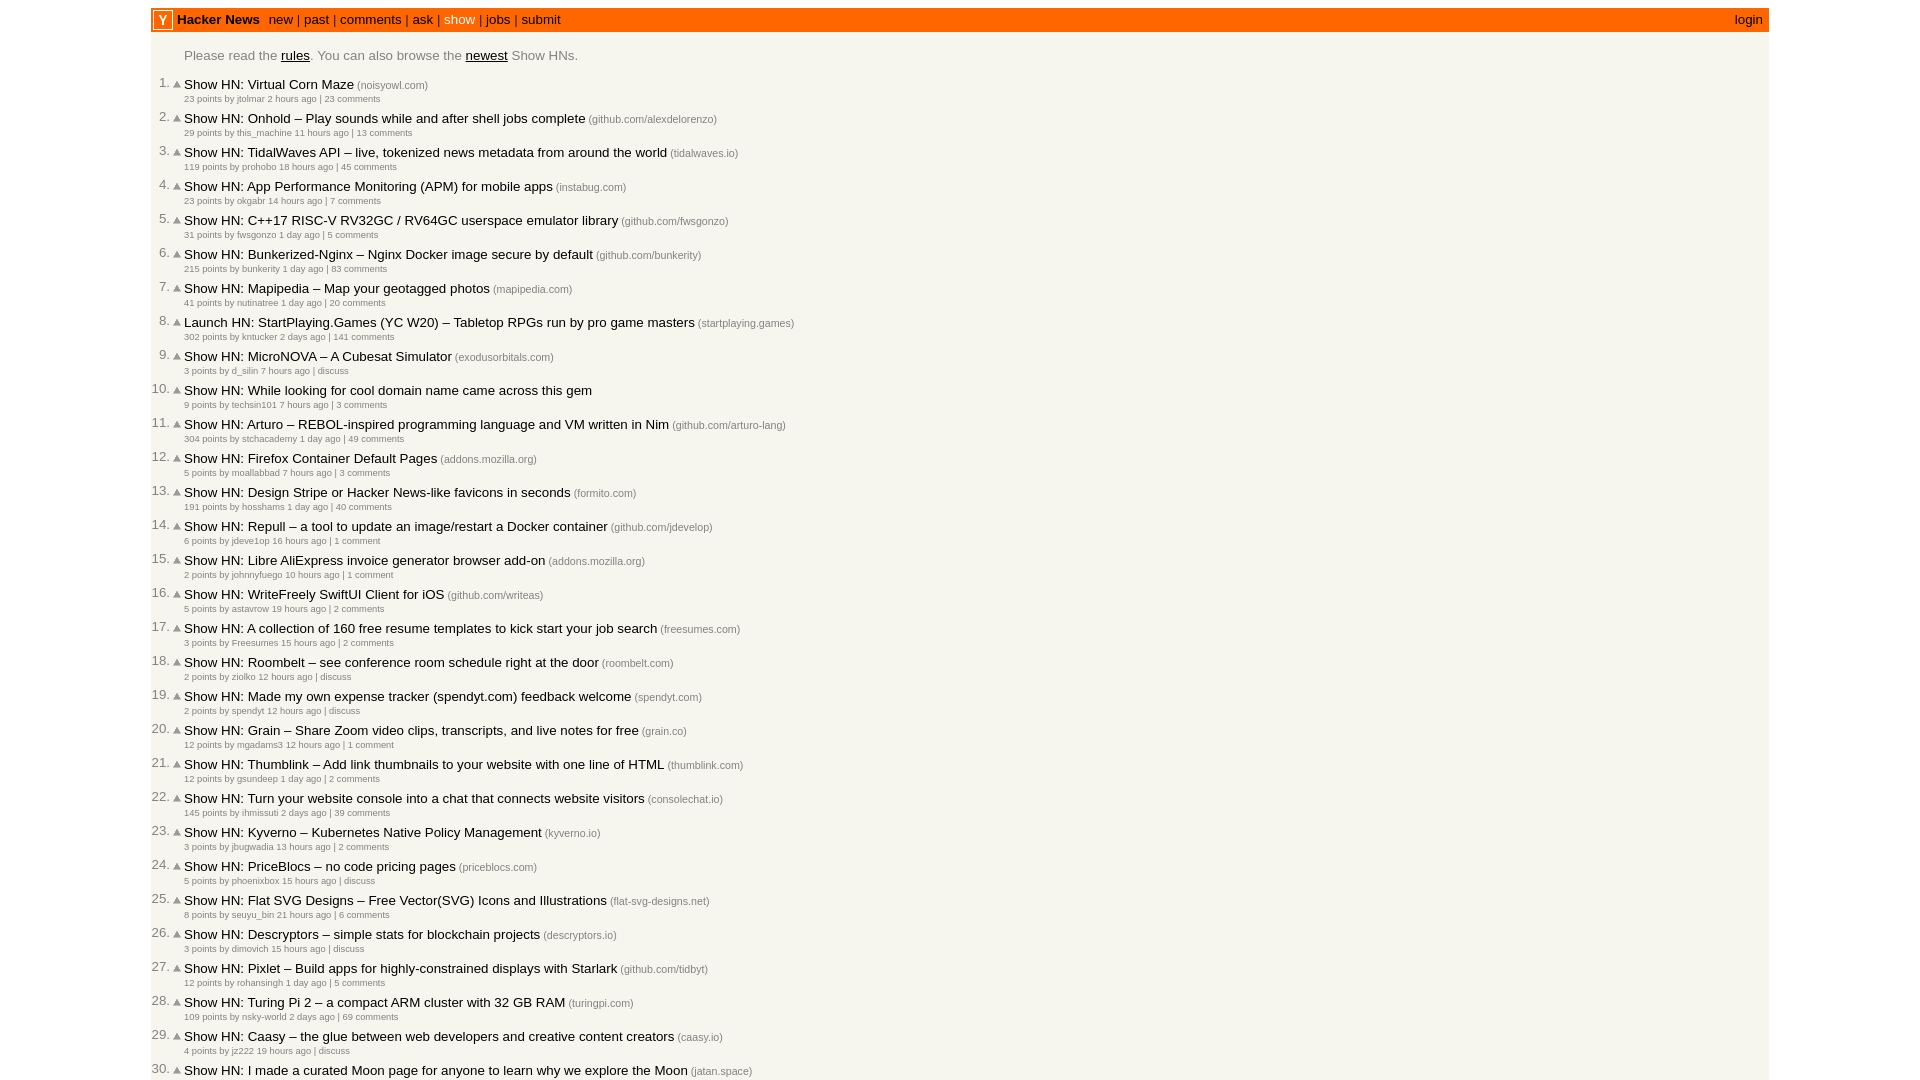 Y Hacker News new | past | comments | ask | show | jobs | submit login
Please read the rules. You can also browse the newest Show HNs.
1. Show HN: Virtual Corn Maze (noisyowl.com)
23 points by jtolmar 2 hours ago | 23 comments
2. Show HN: Onhold – Play sounds while and after shell jobs complete (github.com/alexdelorenzo)
29 points by this_machine 11 hours ago | 13 comments
3. Show HN: TidalWaves API – live, tokenized news metadata from around the world (tidalwaves.io)
119 points by prohobo 18 hours ago | 45 comments
4. Show HN: App Performance Monitoring (APM) for mobile apps (instabug.com)
23 points by okgabr 14 hours ago | 7 comments
5. Show HN: C++17 RISC-V RV32GC / RV64GC userspace emulator library (github.com/fwsgonzo)
31 points by fwsgonzo 1 day ago | 5 comments
6. Show HN: Bunkerized-Nginx – Nginx Docker image secure by default (github.com/bunkerity)
215 points by bunkerity 1 day ago | 83 comments
7. Show HN: Mapipedia – Map your geotagged photos (mapipedia.com)
41 points by nutinatree 1 day ago | 20 comments
8. Launch HN: StartPlaying.Games (YC W20) – Tabletop RPGs run by pro game masters (startplaying.games)
302 points by kntucker 2 days ago | 141 comments
9. Show HN: MicroNOVA – A Cubesat Simulator (exodusorbitals.com)
3 points by d_silin 7 hours ago | discuss
10. Show HN: While looking for cool domain name came across this gem
9 points by techsin101 7 hours ago | 3 comments
11. Show HN: Arturo – REBOL-inspired programming language and VM written in Nim (github.com/arturo-lang)
304 points by stchacademy 1 day ago | 49 comments
12. Show HN: Firefox Container Default Pages (addons.mozilla.org)
5 points by moallabbad 7 hours ago | 3 comments
13. Show HN: Design Stripe or Hacker News-like favicons in seconds (formito.com)
191 points by hosshams 1 day ago | 40 comments
14. Show HN: Repull – a tool to update an image/restart a Docker container (github.com/jdevelop)
6 points by jdeve1op 16 hours ago | 1 comment
15. Show HN: Libre AliExpress invoice generator browser add-on (addons.mozilla.org)
2 points by johnnyfuego 10 hours ago | 1 comment
16. Show HN: WriteFreely SwiftUI Client for iOS (github.com/writeas)
5 points by astavrow 19 hours ago | 2 comments
17. Show HN: A collection of 160 free resume templates to kick start your job search (freesumes.com)
3 points by Freesumes 15 hours ago | 2 comments
18. Show HN: Roombelt – see conference room schedule right at the door (roombelt.com)
2 points by ziolko 12 hours ago | discuss
19. Show HN: Made my own expense tracker (spendyt.com) feedback welcome (spendyt.com)
2 points by spendyt 12 hours ago | discuss
20. Show HN: Grain – Share Zoom video clips, transcripts, and live notes for free (grain.co)
12 points by mgadams3 12 hours ago | 1 comment
21. Show HN: Thumblink – Add link thumbnails to your website with one line of HTML (thumblink.com)
12 points by gsundeep 1 day ago | 2 comments
22. Show HN: Turn your website console into a chat that connects website visitors (consolechat.io)
145 points by ihmissuti 2 days ago | 39 comments
23. Show HN: Kyverno – Kubernetes Native Policy Management (kyverno.io)
3 points by jbugwadia 13 hours ago | 2 comments
24. Show HN: PriceBlocs – no code pricing pages (priceblocs.com)
5 points by phoenixbox 15 hours ago | discuss
25. Show HN: Flat SVG Designs – Free Vector(SVG) Icons and Illustrations (flat-svg-designs.net)
8 points by seuyu_bin 21 hours ago | 6 comments
26. Show HN: Descryptors – simple stats for blockchain projects (descryptors.io)
3 points by dimovich 15 hours ago | discuss
27. Show HN: Pixlet – Build apps for highly-constrained displays with Starlark (github.com/tidbyt)
12 points by rohansingh 1 day ago | 5 comments
28. Show HN: Turing Pi 2 – a compact ARM cluster with 32 GB RAM (turingpi.com)
109 points by nsky-world 2 days ago | 69 comments
29. Show HN: Caasy – the glue between web developers and creative content creators (caasy.io)
4 points by jz222 19 hours ago | discuss
30. Show HN: I made a curated Moon page for anyone to learn why we explore the Moon (jatan.space)